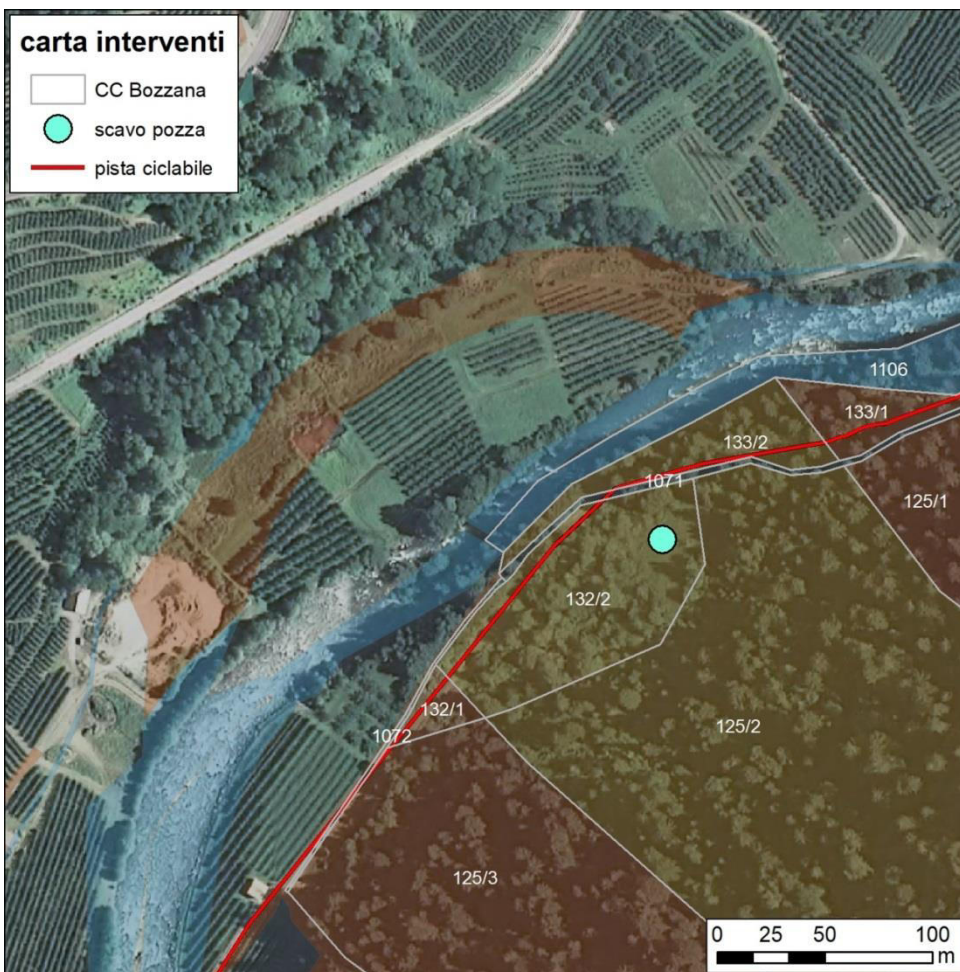 carta interventi
CC Bozzana
scavo pozza
pista ciclabile
1106
133/1
133/2
1071
125/1
132/2
132/1
125/2
1072
125/3
0 25 50 100
m